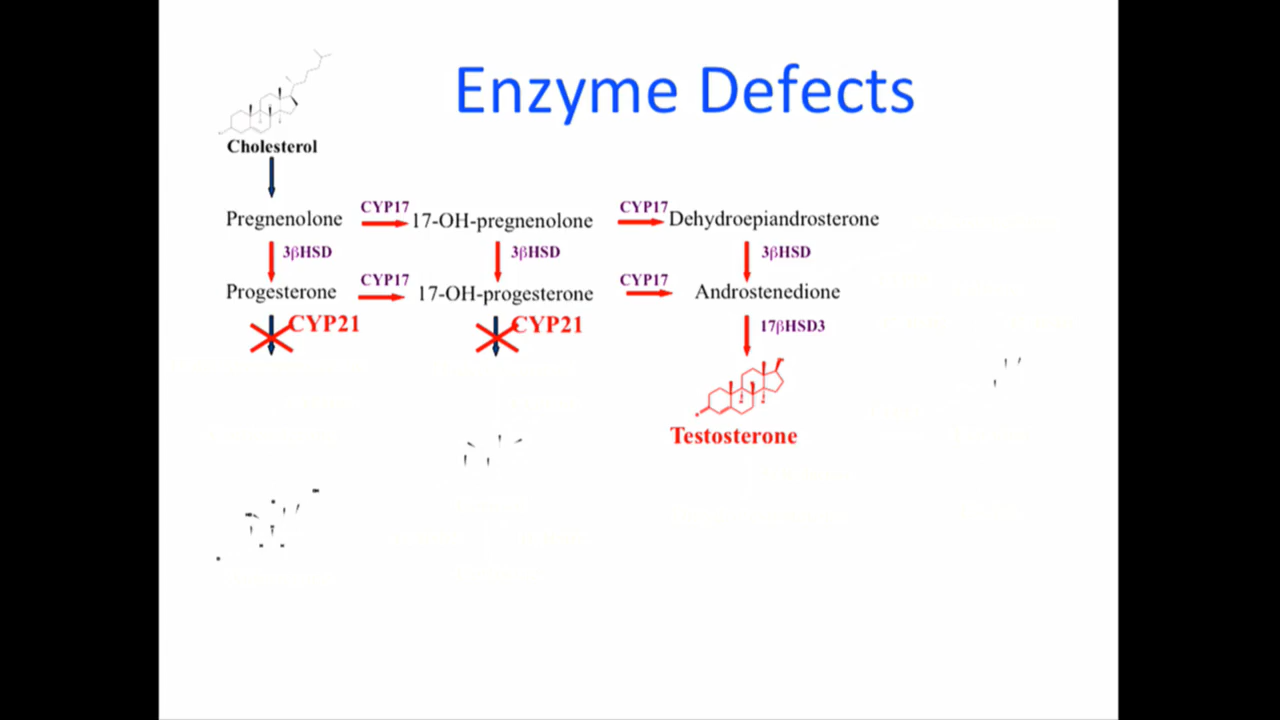 Enzyme Defects
Cholesterol
CYP17
CYP17
Pregnenolone
17-OH-pregnenolone
Dehydroepiandrosterone
3βHSD
3βHSD
3βHSD
CYP17
CYP17
Progesterone
17-OH-progesterone
Androstenedione
CYP21
CYP21
17βHSD3
Testosterone